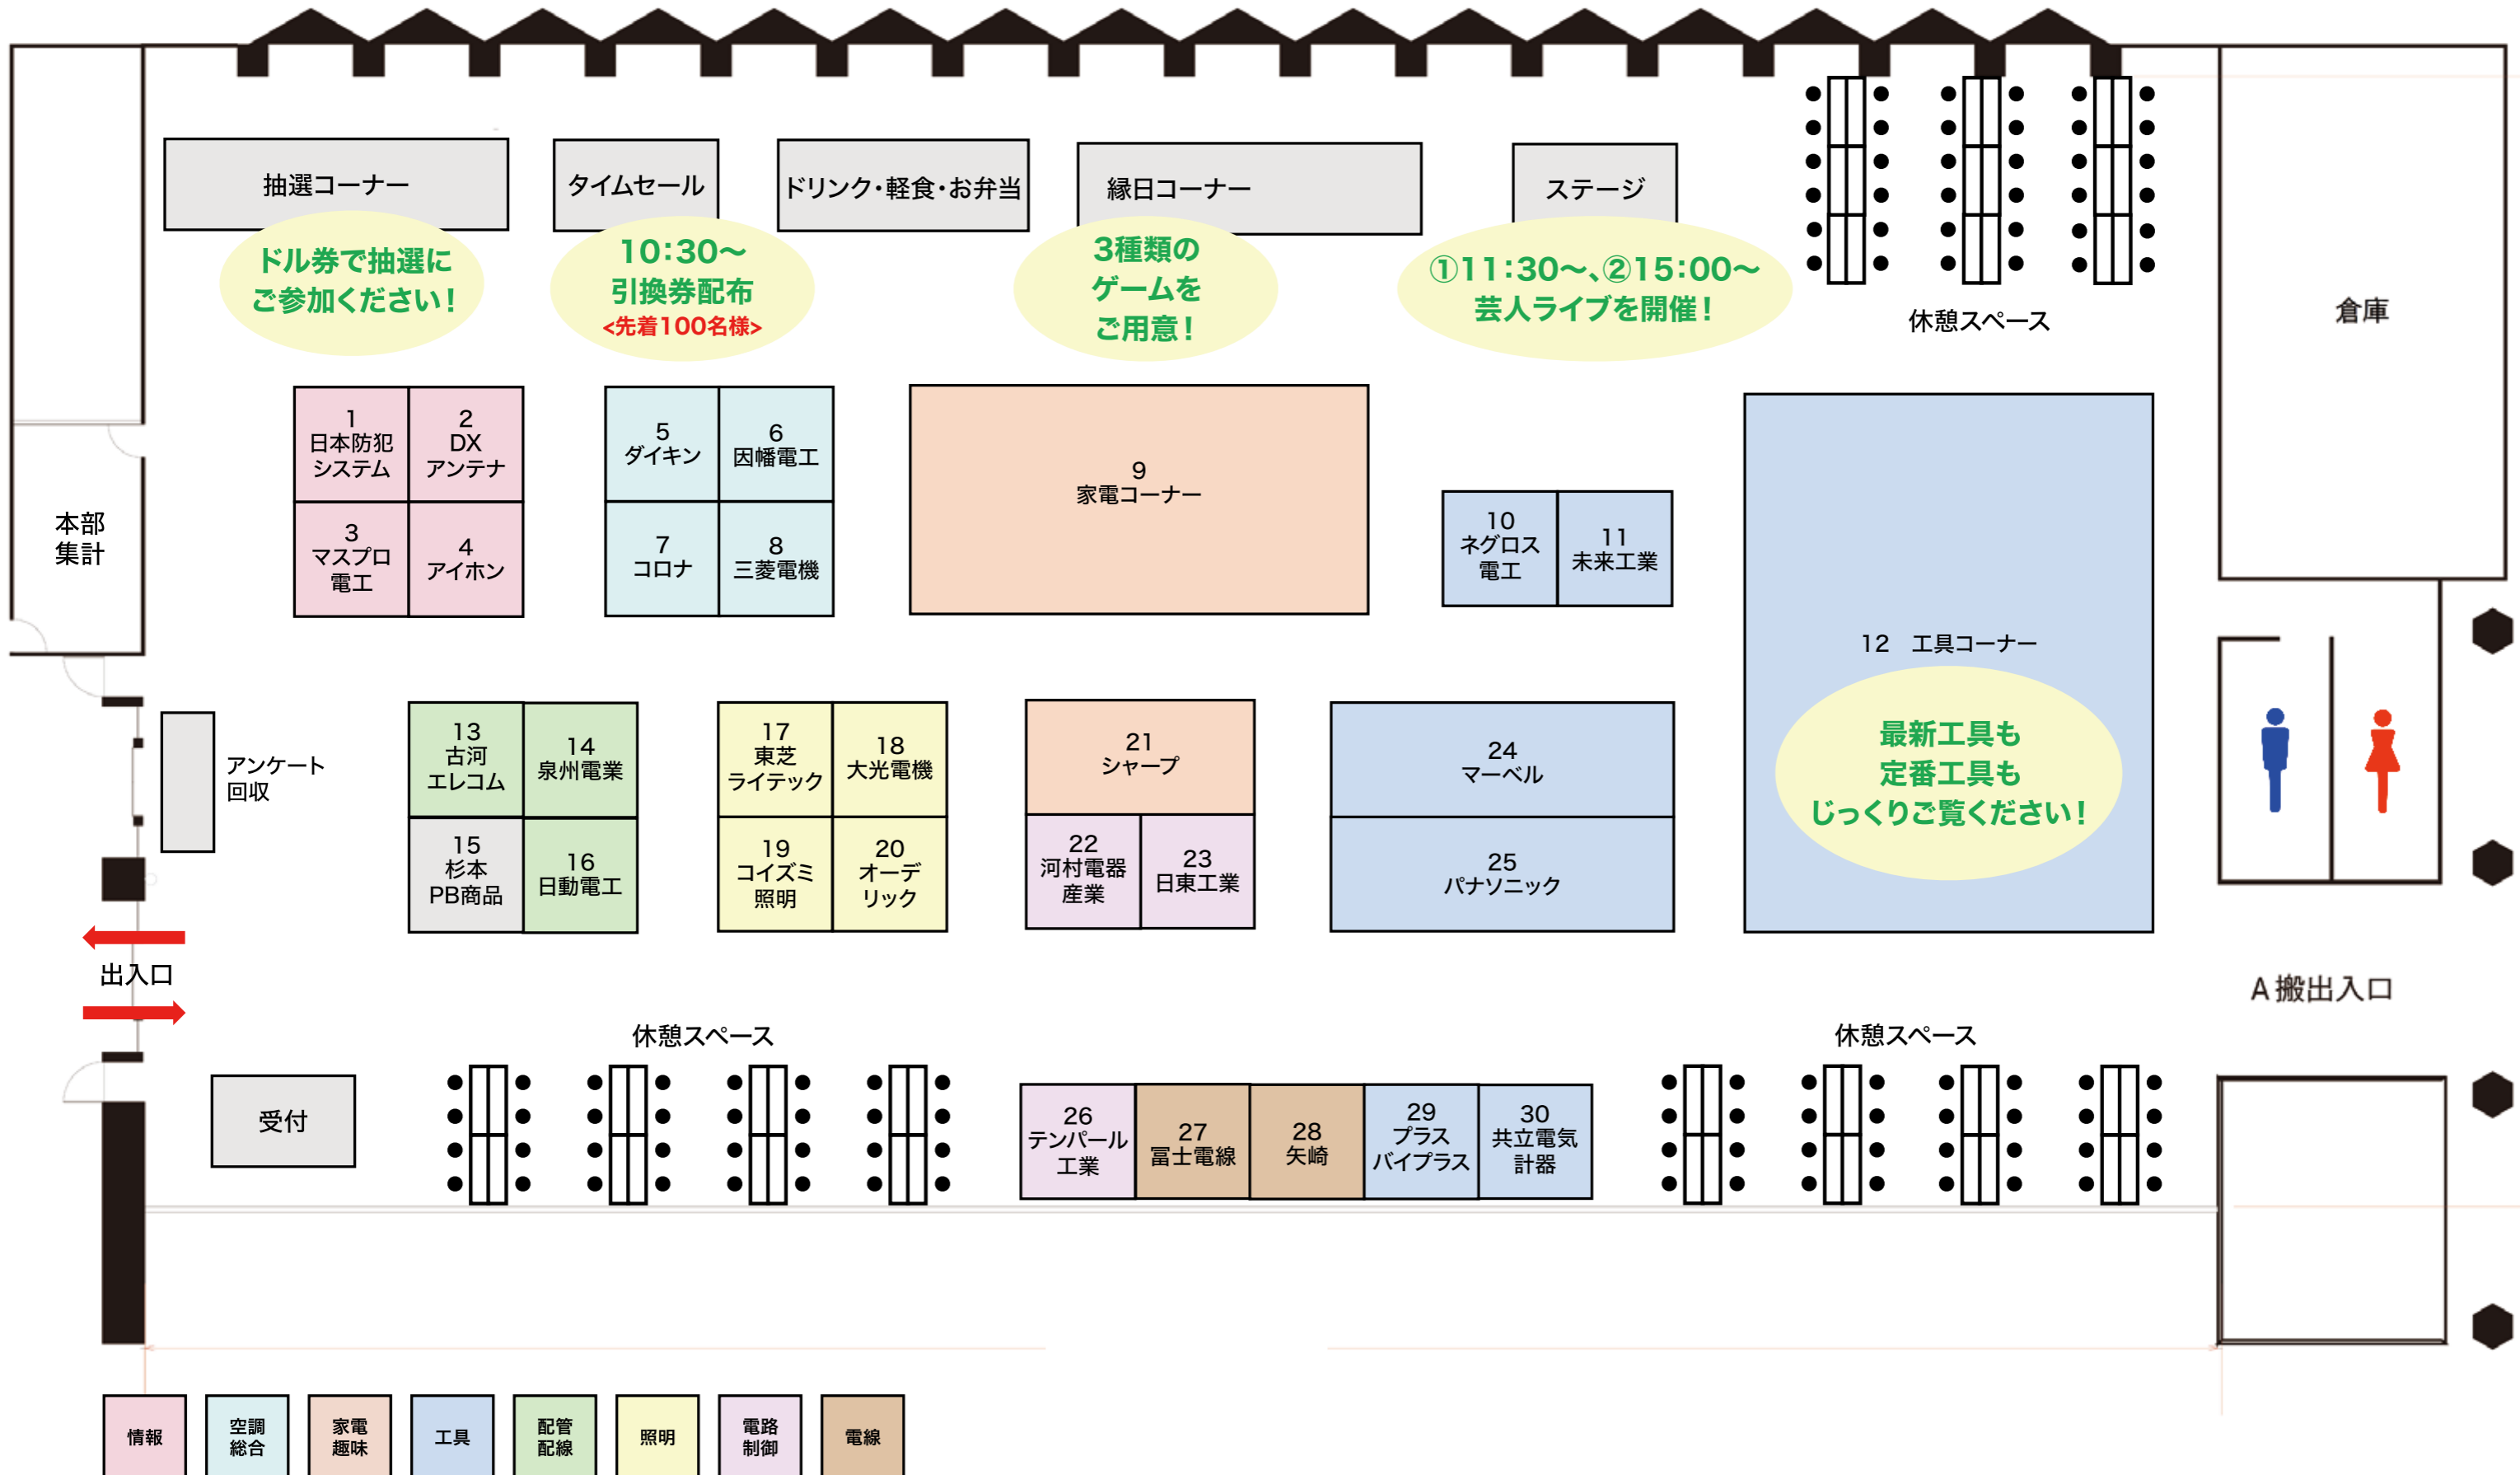 抽選コーナー
タイムセール
ドリンク・軽食・お弁当
縁日コーナー
ステージ
ドル券で抽選に
ご参加ください！
10：30〜
引換券配布
<先着100名様>
3種類の
ゲームを
ご用意！
①11：30〜、②15：00〜
芸人ライブを開催！
休憩スペース
倉庫
本部
集計
1
日本防犯
システム
2
DX
アンテナ
3
マスプロ
電工
4
アイホン
5
ダイキン
6
因幡電工
7
コロナ
8
三菱電機
9
家電コーナー
10
ネグロス
電工
11
未来工業
12　工具コーナー
最新工具も
定番工具も
じっくりご覧ください！
アンケート
回収
13
古河
エレコム
14
泉州電業
15
杉本
PB商品
16
日動電工
17
東芝
ライテック
18
大光電機
19
コイズミ
照明
20
オーデ
リック
21
シャープ
22
河村電器
産業
23
日東工業
24
マーベル
25
パナソニック
出入口
A搬出入口
休憩スペース
休憩スペース
受付
26
テンパール
工業
27
冨士電線
28
矢崎
29
プラス
バイプラス
30
共立電気
計器
情報
空調
総合
家電
趣味
工具
配管
配線
照明
電路
制御
電線